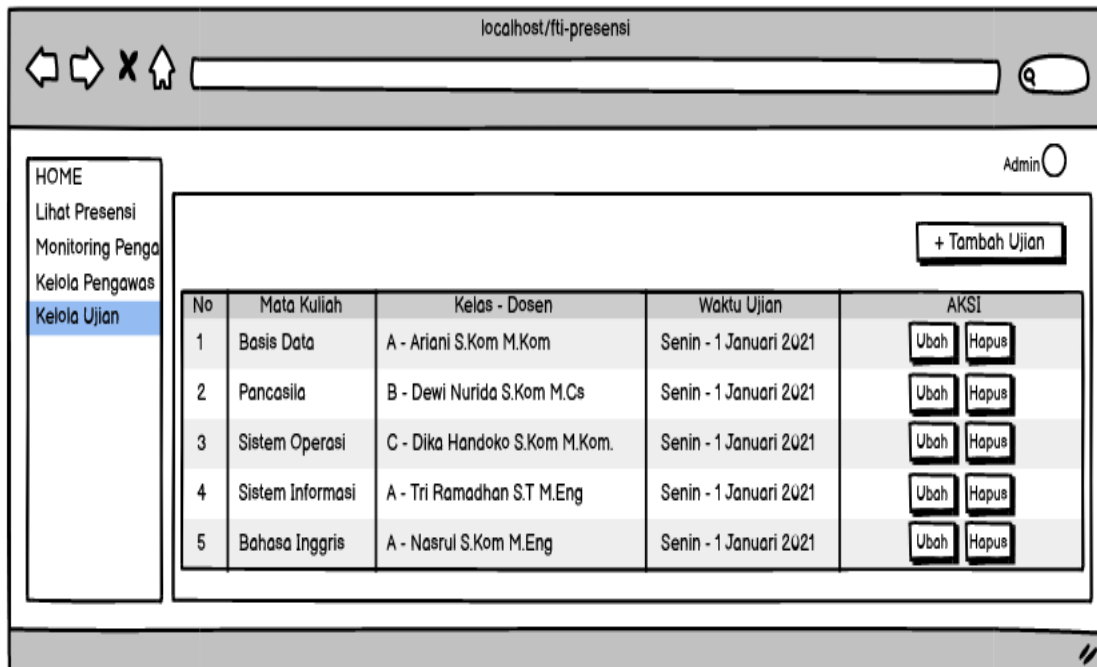 localhost/fti-presensi
Admin
HOME
Lihat Presensi
Monitoring Penga
Kelola Pengawas
Kelola Ujian
+ Tambah Ujian
No Mata Kuliah Kelas - Dosen Waktu Ujian AKSI
1 Basis Data A - Ariani S.Kom M.Kom Senin - 1 Januari 2021 Ubah Hapus
2 Pancasila B - Dewi Nurida S.Kom M.Cs Senin - 1 Januari 2021 Ubah Hapus
3 Sistem Operasi C - Dika Handoko S.Kom M.Kom. Senin - 1 Januari 2021 Ubah Hapus
4 Sistem Informasi A - Tri Ramadhan S.T M.Eng Senin - 1 Januari 2021 Ubah Hapus
5 Bahasa Inggris A - Nasrul S.Kom M.Eng Senin - 1 Januari 2021 Ubah Hapus